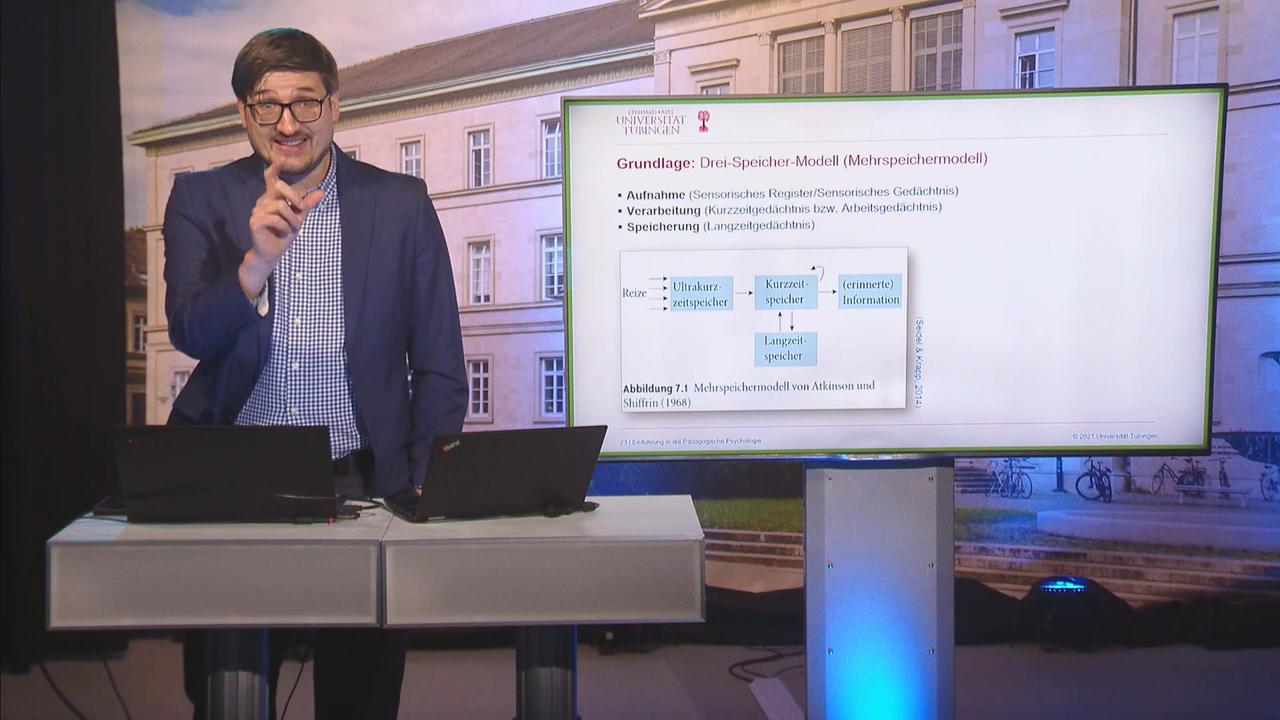 EBERHARD KARLS
UNIVERSITÄT
TÜBINGEN
Grundlage: Drei-Speicher-Modell (Mehrspeichermodell)
▪ Aufnahme (Sensorisches Register/Sensorisches Gedächtnis)
▪ Verarbeitung (Kurzzeitgedächtnis bzw. Arbeitsgedächtnis)
▪ Speicherung (Langzeitgedächtnis)
Reize
Ultrakurz-
zeitspeicher
Kurzzeit-
speicher
(erinnerte)
Information
Langzeit-
speicher
Abbildung 7.1 Mehrspeichermodell von Atkinson und
Shiffrin (1968)
(Seidel & Krapp, 2014)
23 | Einführung in die Pädagogische Psychologie
© 2021 Universität Tübingen
ThinkPad